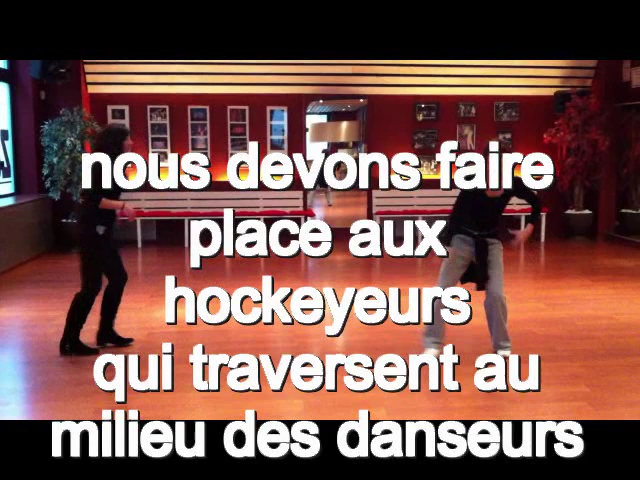 nous devons faire
place aux
hockeyeurs
qui traversent au
milieu des danseurs